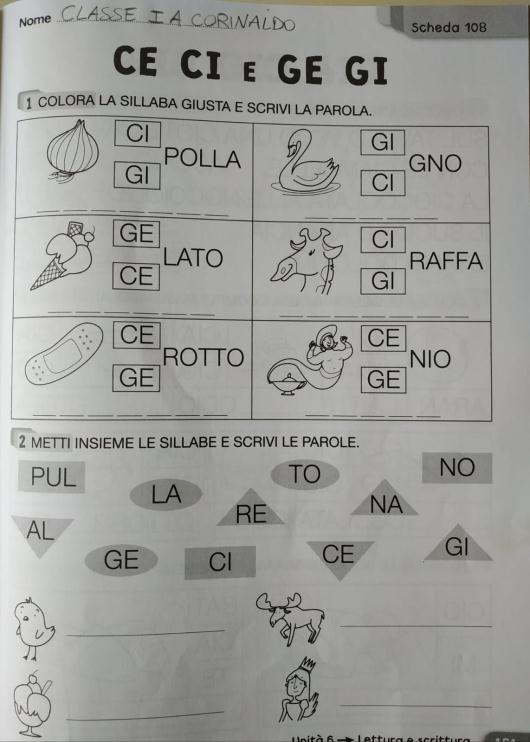 Nome CLASSE I A CORINALDO
Scheda 108
CE CI E GE GI
1 COLORA LA SILLABA GIUSTA E SCRIVI LA PAROLA.
CI
GI
POLLA
GI
CI
GNO
GE
CE
LATO
CI
GI
RAFFA
CE
GE
ROTTO
CE
GE
NIO
2 METTI INSIEME LE SILLABE E SCRIVI LE PAROLE.
PUL
LA
TO
NO
AL
RE
NA
GE
CI
CE
GI
Unità 6 → Lettura e scrittura